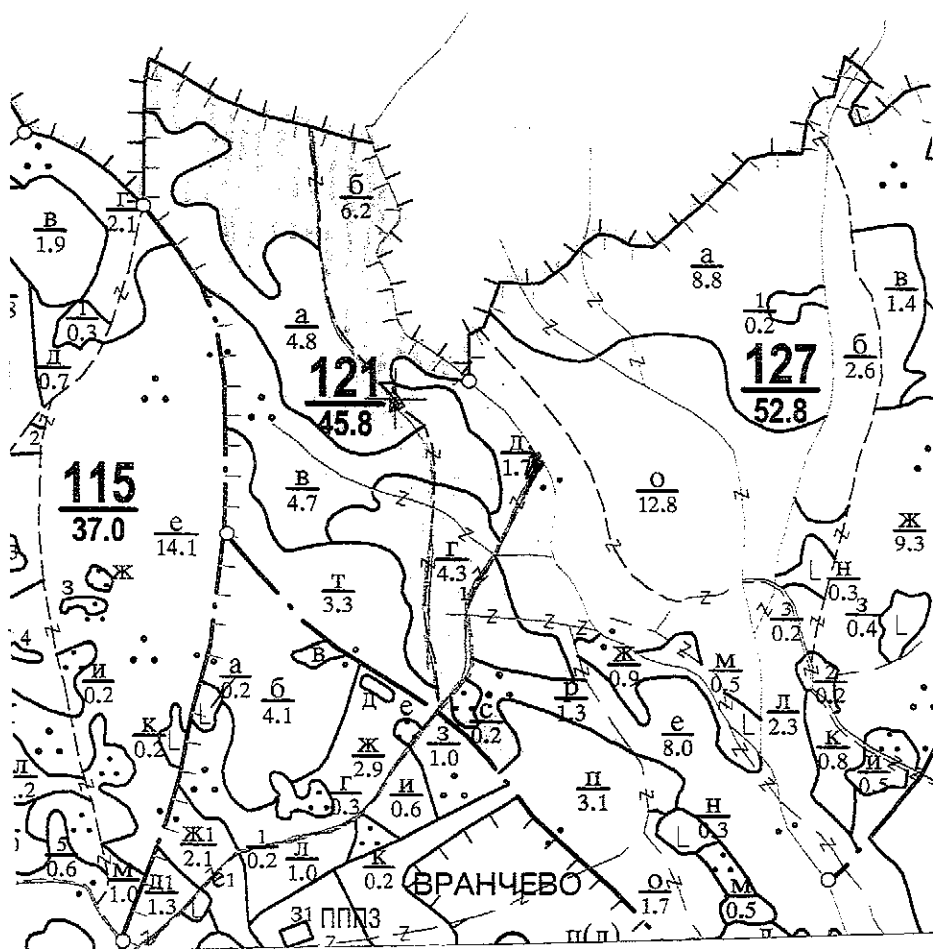 б
6.2
г
2.1
в
1.9
1
0.3
д
0.7
а
4.8
121
45.8
а
8.8
1
0.2
127
52.8
в
1.4
б
2.6
115
37.0
е
14.1
в
4.7
д
1.7
о
12.8
ж
9.3
г
4.3
1
т
3.3
н
0.3
з
0.4
з
0.2
ж
з
4
и
0.2
а
0.2
б
4.1
в
д
е
з
1.0
с
0.2
р
1.3
ж
0.9
м
0.5
е
8.0
л
2.3
2
0.2
к
0.8
и
0.5
к
0.2
ж
2.9
г
0.3
и
0.6
п
3.1
н
0.3
5
0.6
м
1.0
ж1
2.1
д1
1.3
1
0.2
л
1.0
к
0.2
ВРАНЧЕВО
31 ППП3
о
1.7
м
0.5